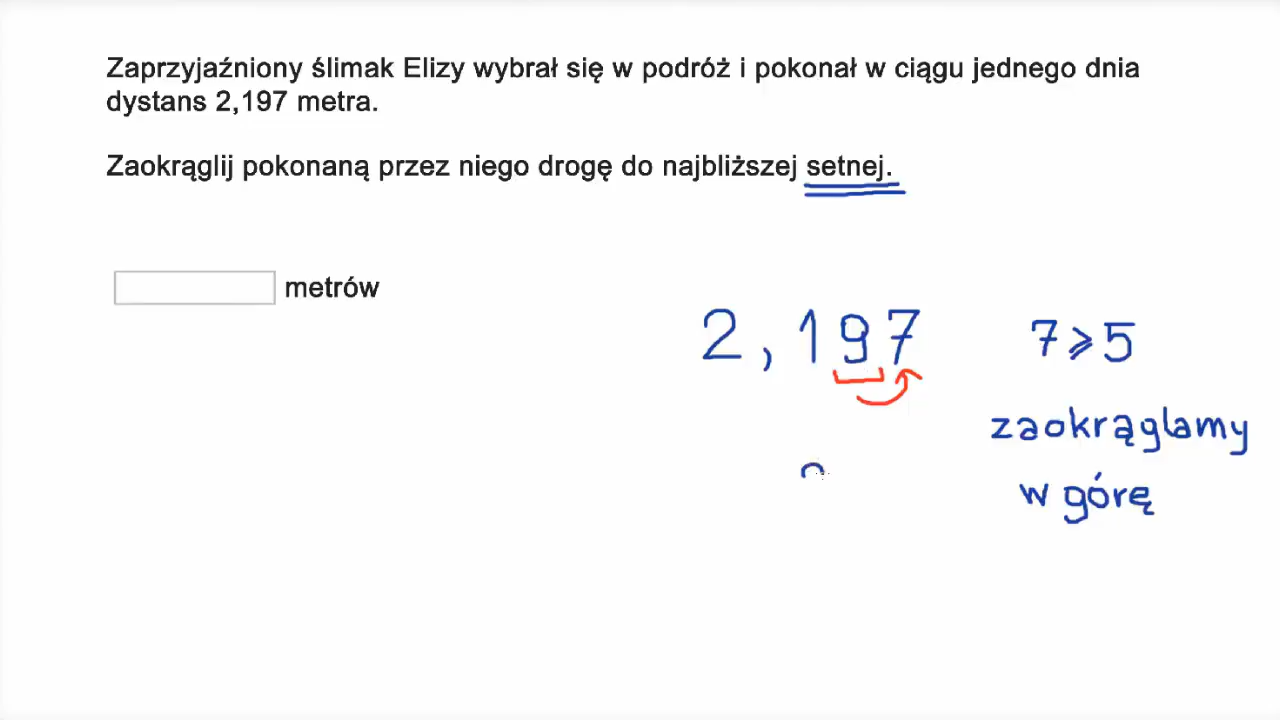 Zaprzyjaźniony ślimak Elizy wybrał się w podróż i pokonał w ciągu jednego dnia
dystans 2,197 metra.
Zaokrąglij pokonaną przez niego drogę do najbliższej setnej.
metrów
2,197
7⩾5
zaokrąglamy
w górę